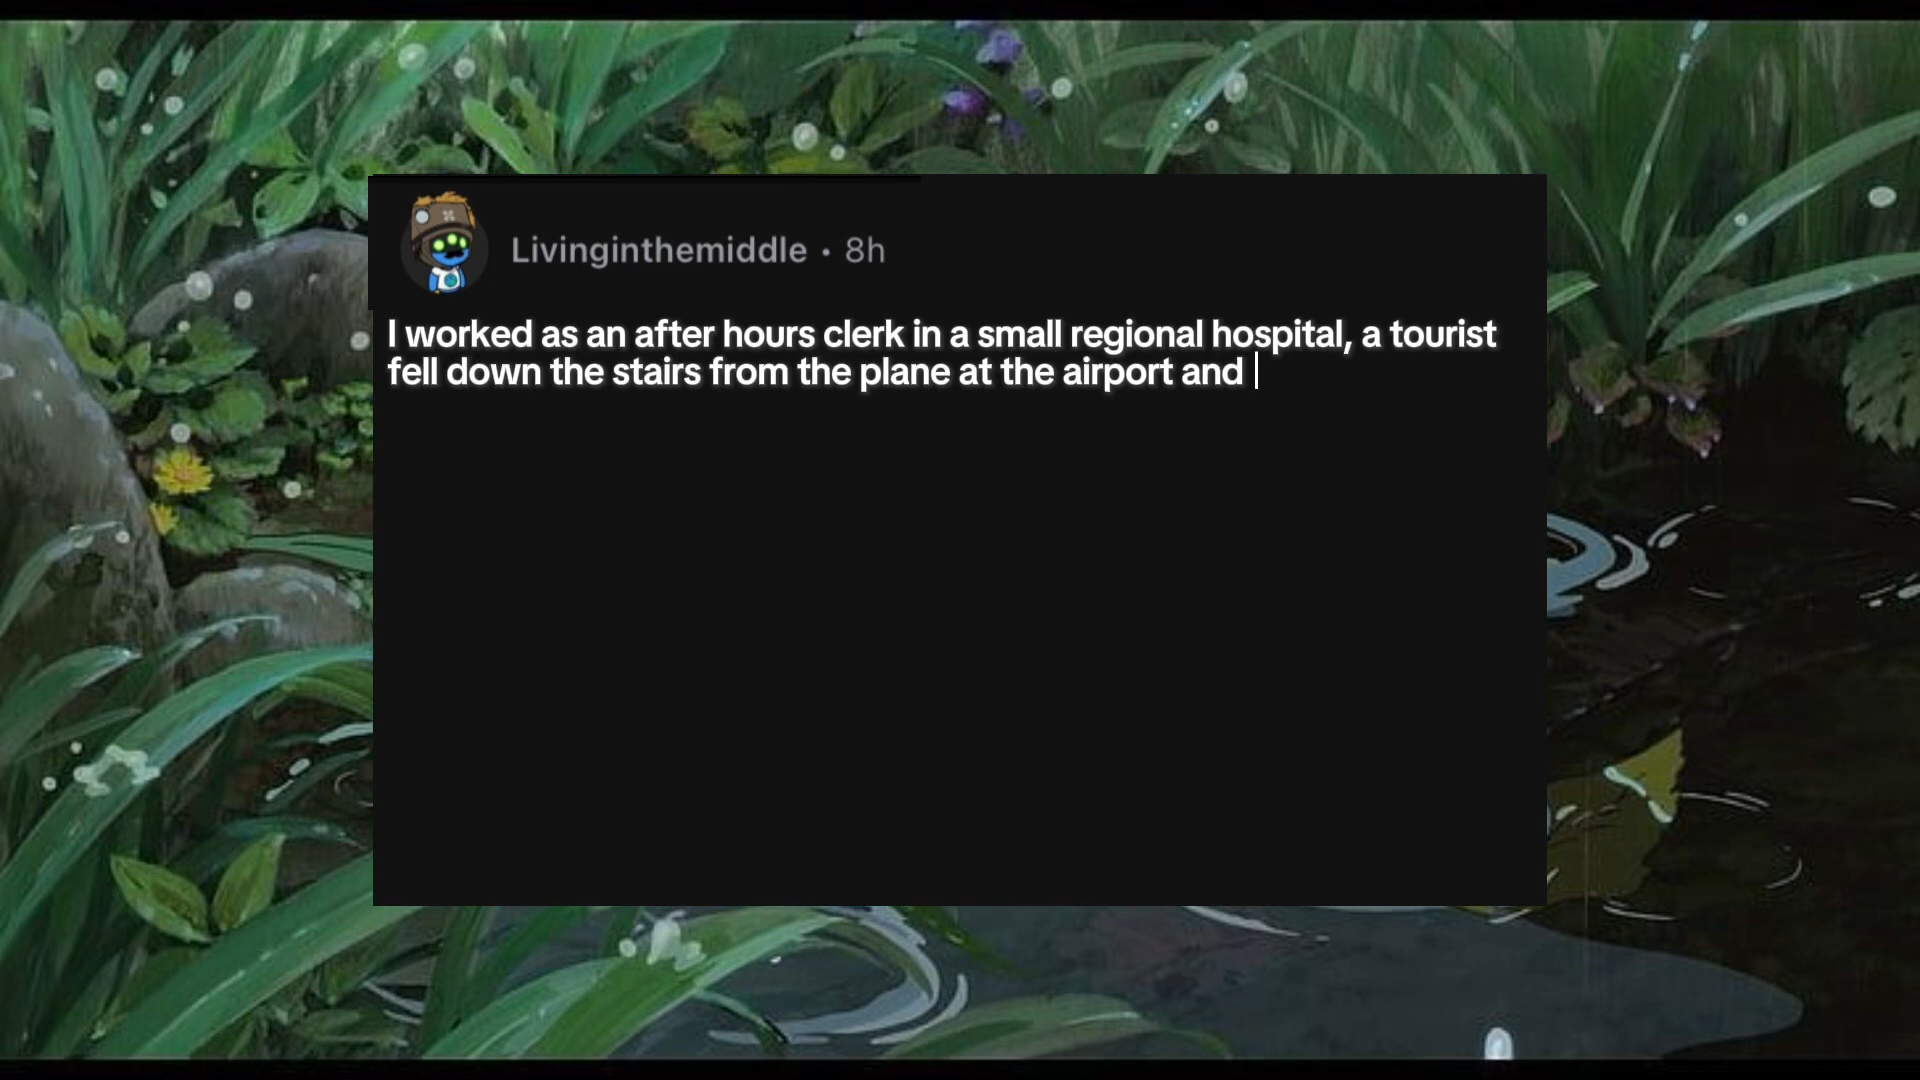 Livinginthemiddle • 8h
I worked as an after hours clerk in a small regional hospital, a tourist
fell down the stairs from the plane at the airport and